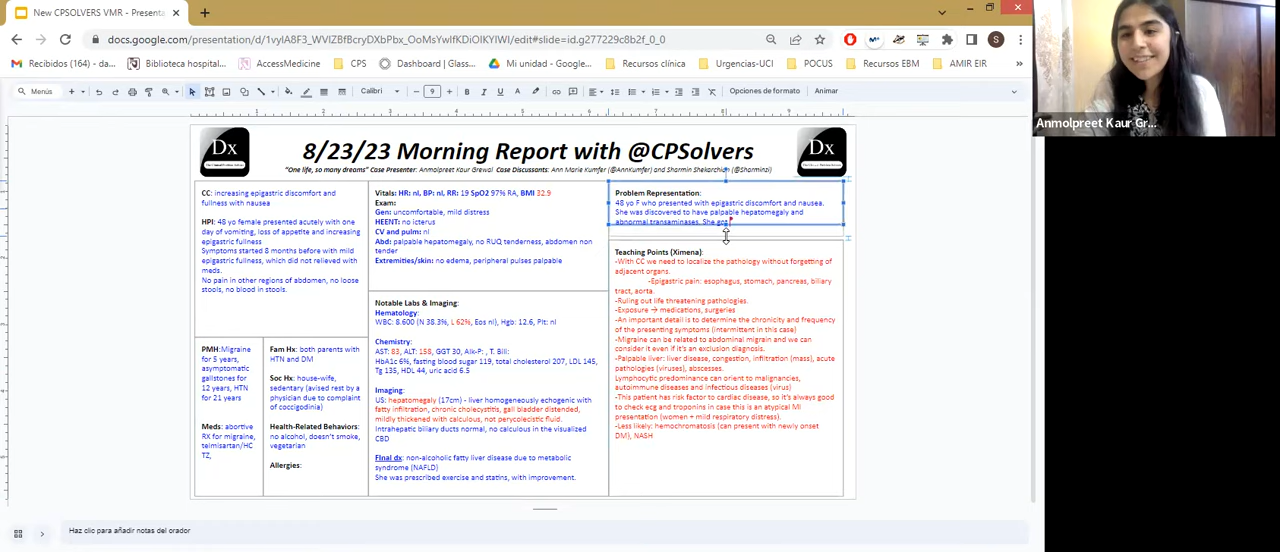 New CPSOLVERS VMR - Presenta
docs.google.com/presentation/d/1vylA8F3_WVIZBfBcryDXbPbx_OoMsYwIfKDiOIKYIWI/edit#slide=id.g277229c8b2f_0_0
S
Recibidos (164) - da...
Biblioteca hospital...
AccessMedicine
CPS
Dashboard | Glass...
Mi unidad - Google...
Recursos clínica
Urgencias-UCI
POCUS
Recursos EBM
AMIR EIR
Menús
Calibri
9
Opciones de formato
Animar
Anmolpreet Kaur Gr...
Dx
8/23/23 Morning Report with @CPSolvers
"One life, so many dreams" Case Presenter: Anmolpreet Kaur Grewal Case Discussants: Ann Marie Kumfer (@AnnKumfer) and Sharmin Shekarchian (@Sharminzi)
Dx
CC: increasing epigastric discomfort and
fullness with nausea
HPI: 48 yo female presented acutely with one
day of vomiting, loss of appetite and increasing
epigastric fullness
Symptoms started 8 months before with mild
epigastric fullness, which did not relieved with
meds.
No pain in other regions of abdomen, no loose
stools, no blood in stools.
PMH:Migraine
for 5 years,
asymptomatic
gallstones for
12 years, HTN
for 21 years
Meds: abortive
RX for migraine,
telmisartan/HC
TZ,
Fam Hx: both parents with
HTN and DM
Soc Hx: house-wife,
sedentary (avised rest by a
physician due to complaint
of coccigodinia)
Health-Related Behaviors:
no alcohol, doesn't smoke,
vegetarian
Allergies:
Vitals: HR: nl, BP: nl, RR: 19 SpO2 97% RA, BMI 32.9
Exam:
Gen: uncomfortable, mild distress
HEENT: no icterus
CV and pulm: nl
Abd: palpable hepatomegaly, no RUQ tenderness, abdomen non
tender
Extremities/skin: no edema, peripheral pulses palpable
Notable Labs & Imaging:
Hematology:
WBC: 8.600 (N 38.3%, L 62%, Eos nl), Hgb: 12.6, Plt: nl
Chemistry:
AST: 83, ALT: 158, GGT 30, Alk-P: , T. Bili:
HbA1c 6%, fasting blood sugar 119, total cholesterol 207, LDL 145,
Tg 135, HDL 44, uric acid 6.5
Imaging:
US: hepatomegaly (17cm) - liver homogeneously echogenic with
fatty infiltration, chronic cholecystitis, gall bladder distended,
mildly thickened with calculous, not perycolecistic fluid.
Intrahepatic biliary ducts normal, no calculous in the visualized
CBD
FInal dx: non-alcoholic fatty liver disease due to metabolic
syndrome (NAFLD)
She was prescribed exercise and statins, with improvement.
Problem Representation:
48 yo F who presented with epigastric discomfort and nausea.
She was discovered to have palpable hepatomegaly and
abnormal transaminases. She got
Teaching Points (Ximena):
-With CC we need to localize the pathology without forgetting of
adjacent organs.
-Epigastric pain: esophagus, stomach, pancreas, biliary
tract, aorta.
-Ruling out life threatening pathologies.
-Exposure → medications, surgeries
-An important detail is to determine the chronicity and frequency
of the presenting symptoms (intermittent in this case)
-Migraine can be related to abdominal migrain and we can
consider it even if it's an exclusion diagnosis.
-Palpable liver: liver disease, congestion, infiltration (mass), acute
pathologies (viruses), abscesses.
Lymphocytic predominance can orient to malignancies,
autoimmune diseases and infectious diseases (virus)
-This patient has risk factor to cardiac disease, so it's always good
to check ecg and troponins in case this is an atypical MI
presentation (women + mild respiratory distress).
-Less likely: hemochromatosis (can present with newly onset
DM), NASH
Haz clic para añadir notas del orador